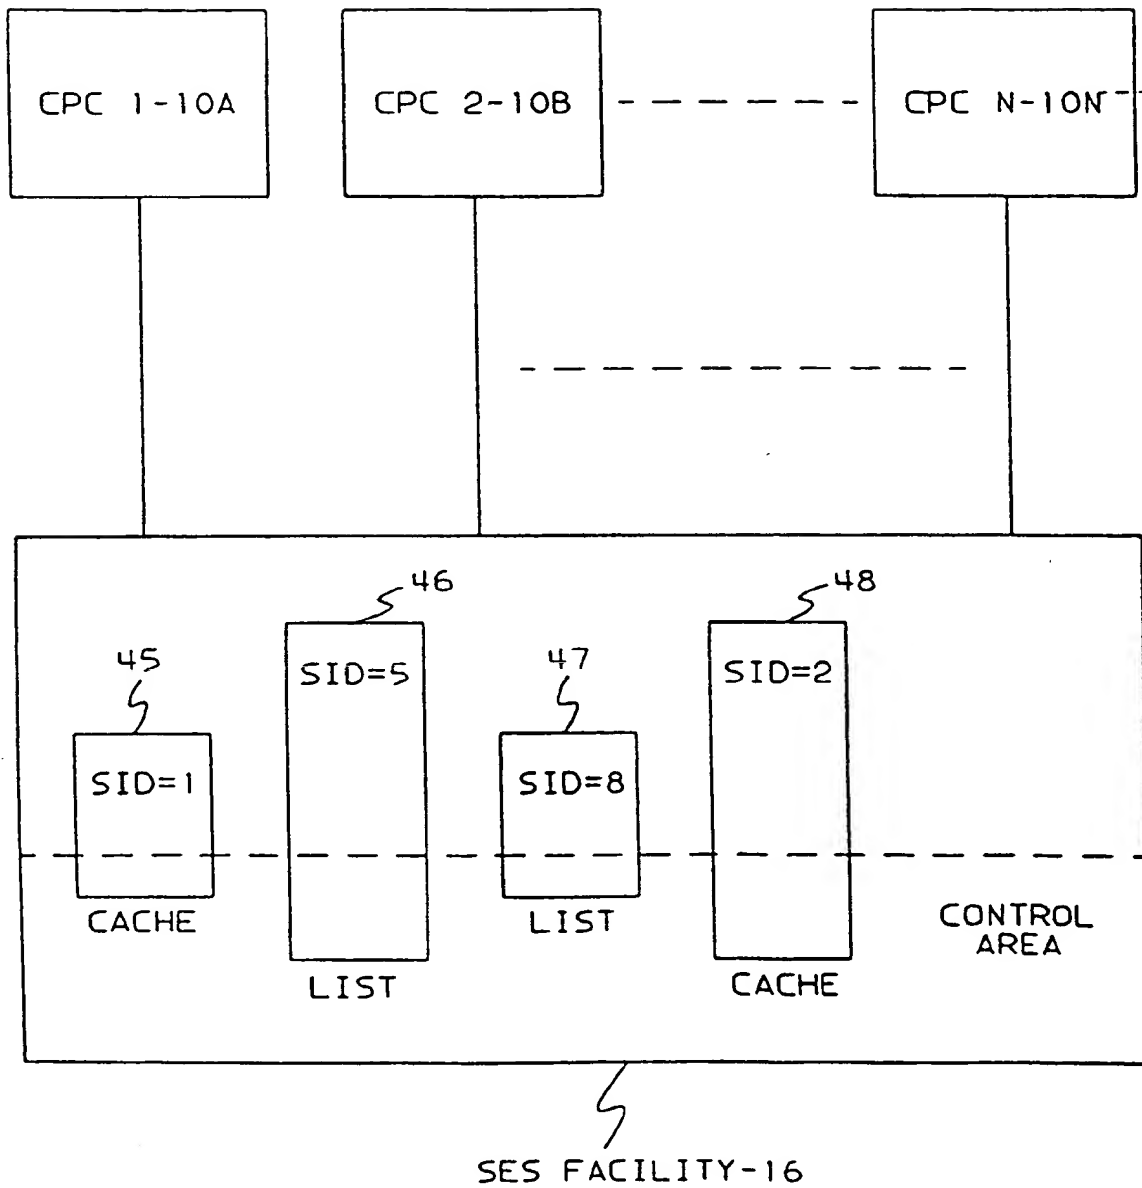 CPC 1-10A
CPC 2-10B
CPC N-10N
46
48
45
47
SID=5
SID=2
SID=1
SID=8
CACHE
LIST
CONTROL
AREA
LIST
CACHE
SES FACILITY-16